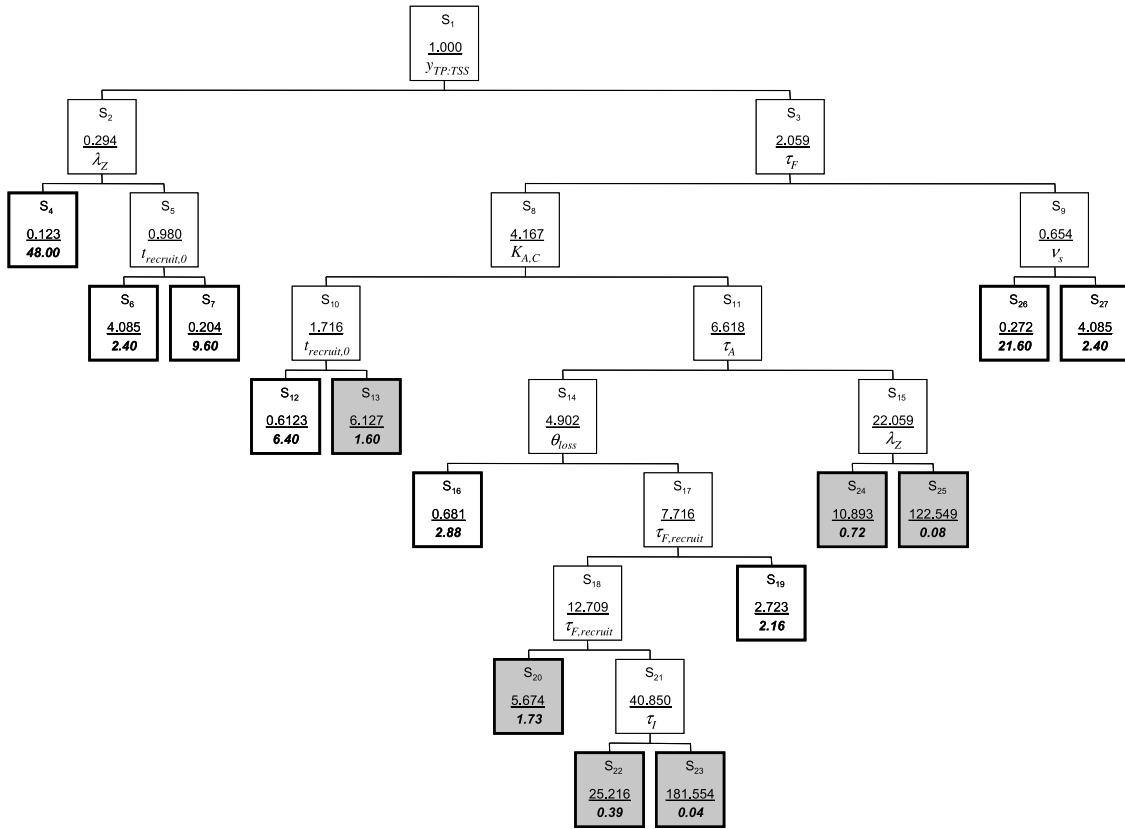 S1
1.000
yTP:TSS
S2
0.294
λZ
S3
2.059
τF
S4
0.123
48.00
S5
0.980
trecruit,0
S8
4.167
KA,C
S9
0.654
νs
S6
4.085
2.40
S7
0.204
9.60
S10
1.716
trecruit,0
S11
6.618
τA
S26
0.272
21.60
S27
4.085
2.40
S12
0.6123
6.40
S13
6.127
1.60
S14
4.902
θloss
S15
22.059
λZ
S16
0.681
2.88
S17
7.716
τF,recruit
S24
10.893
0.72
S25
122.549
0.08
S18
12.709
τF,recruit
S19
2.723
2.16
S20
5.674
1.73
S21
40.850
τI
S22
25.216
0.39
S23
181.554
0.04